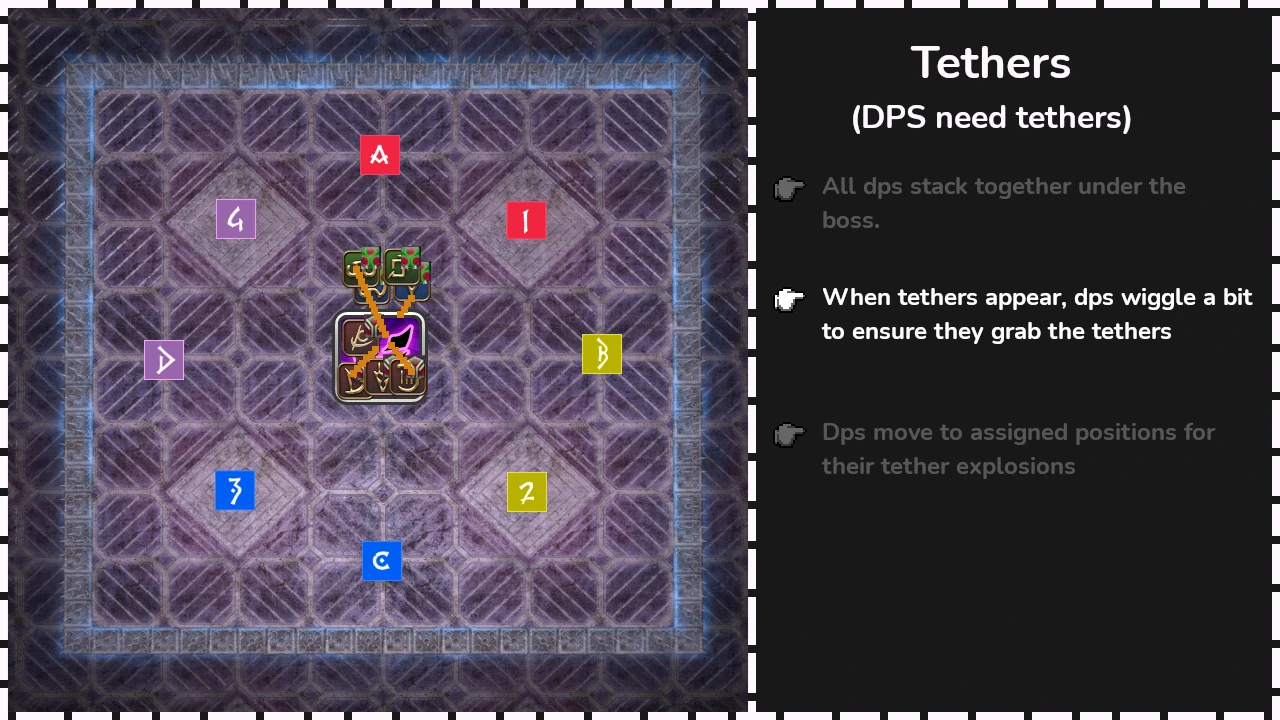 Tethers
(DPS need tethers)
All dps stack together under the
boss.
When tethers appear, dps wiggle a bit
to ensure they grab the tethers
Dps move to assigned positions for
their tether explosions
A
4
1
D
B
3
2
C